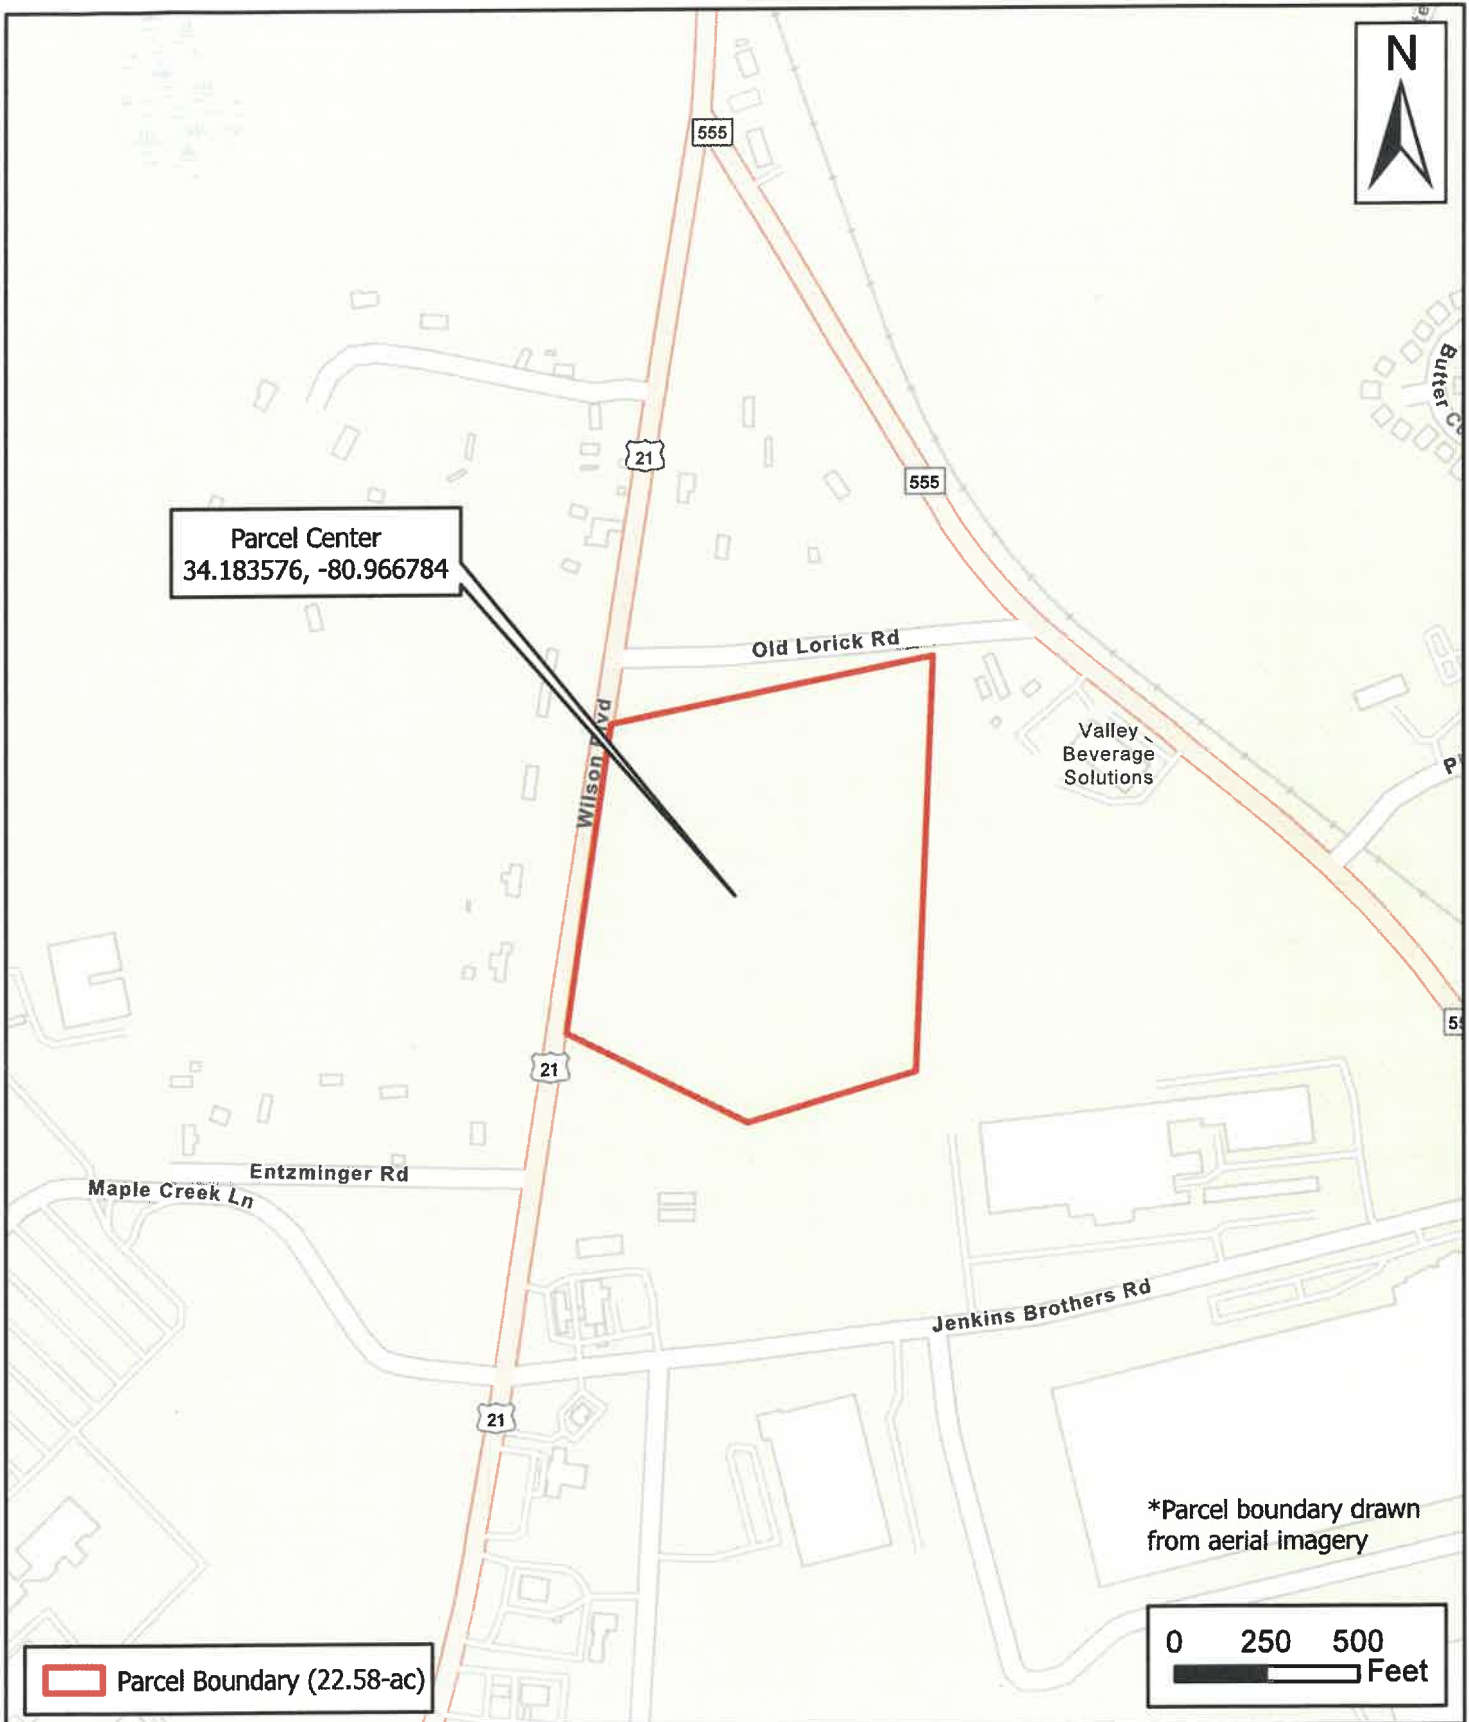 N
555
21
555
Butter
Parcel Center
34.183576, -80.966784
Old Lorick Rd
Wilson Blvd
Valley
Beverage
Solutions
21
Entzminger Rd
Maple Creek Ln
Jenkins Brothers Rd
21
*Parcel boundary drawn
from aerial imagery
0 250 500
Feet
Parcel Boundary (22.58-ac)